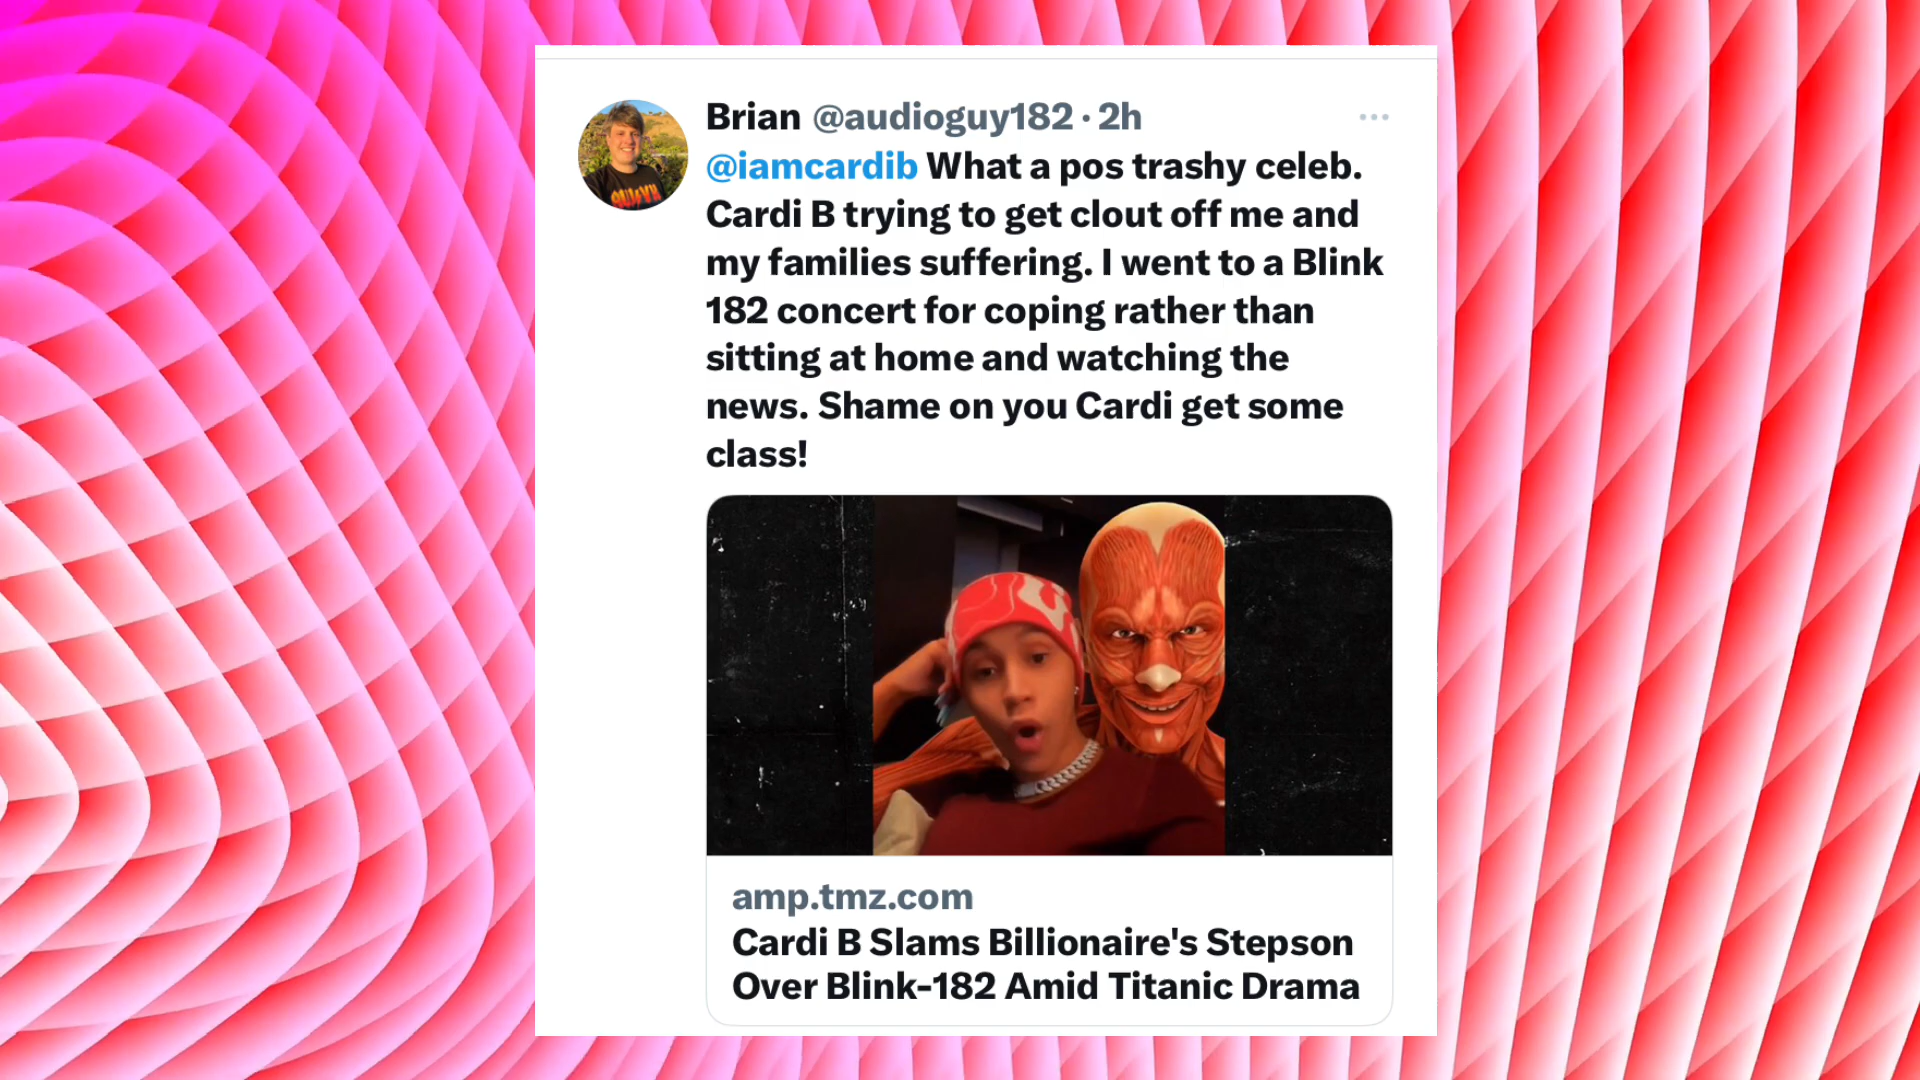 Brian @audioguy182 · 2h
@iamcardib What a pos trashy celeb.
Cardi B trying to get clout off me and
my families suffering. I went to a Blink
182 concert for coping rather than
sitting at home and watching the
news. Shame on you Cardi get some
class!
amp.tmz.com
Cardi B Slams Billionaire's Stepson
Over Blink-182 Amid Titanic Drama